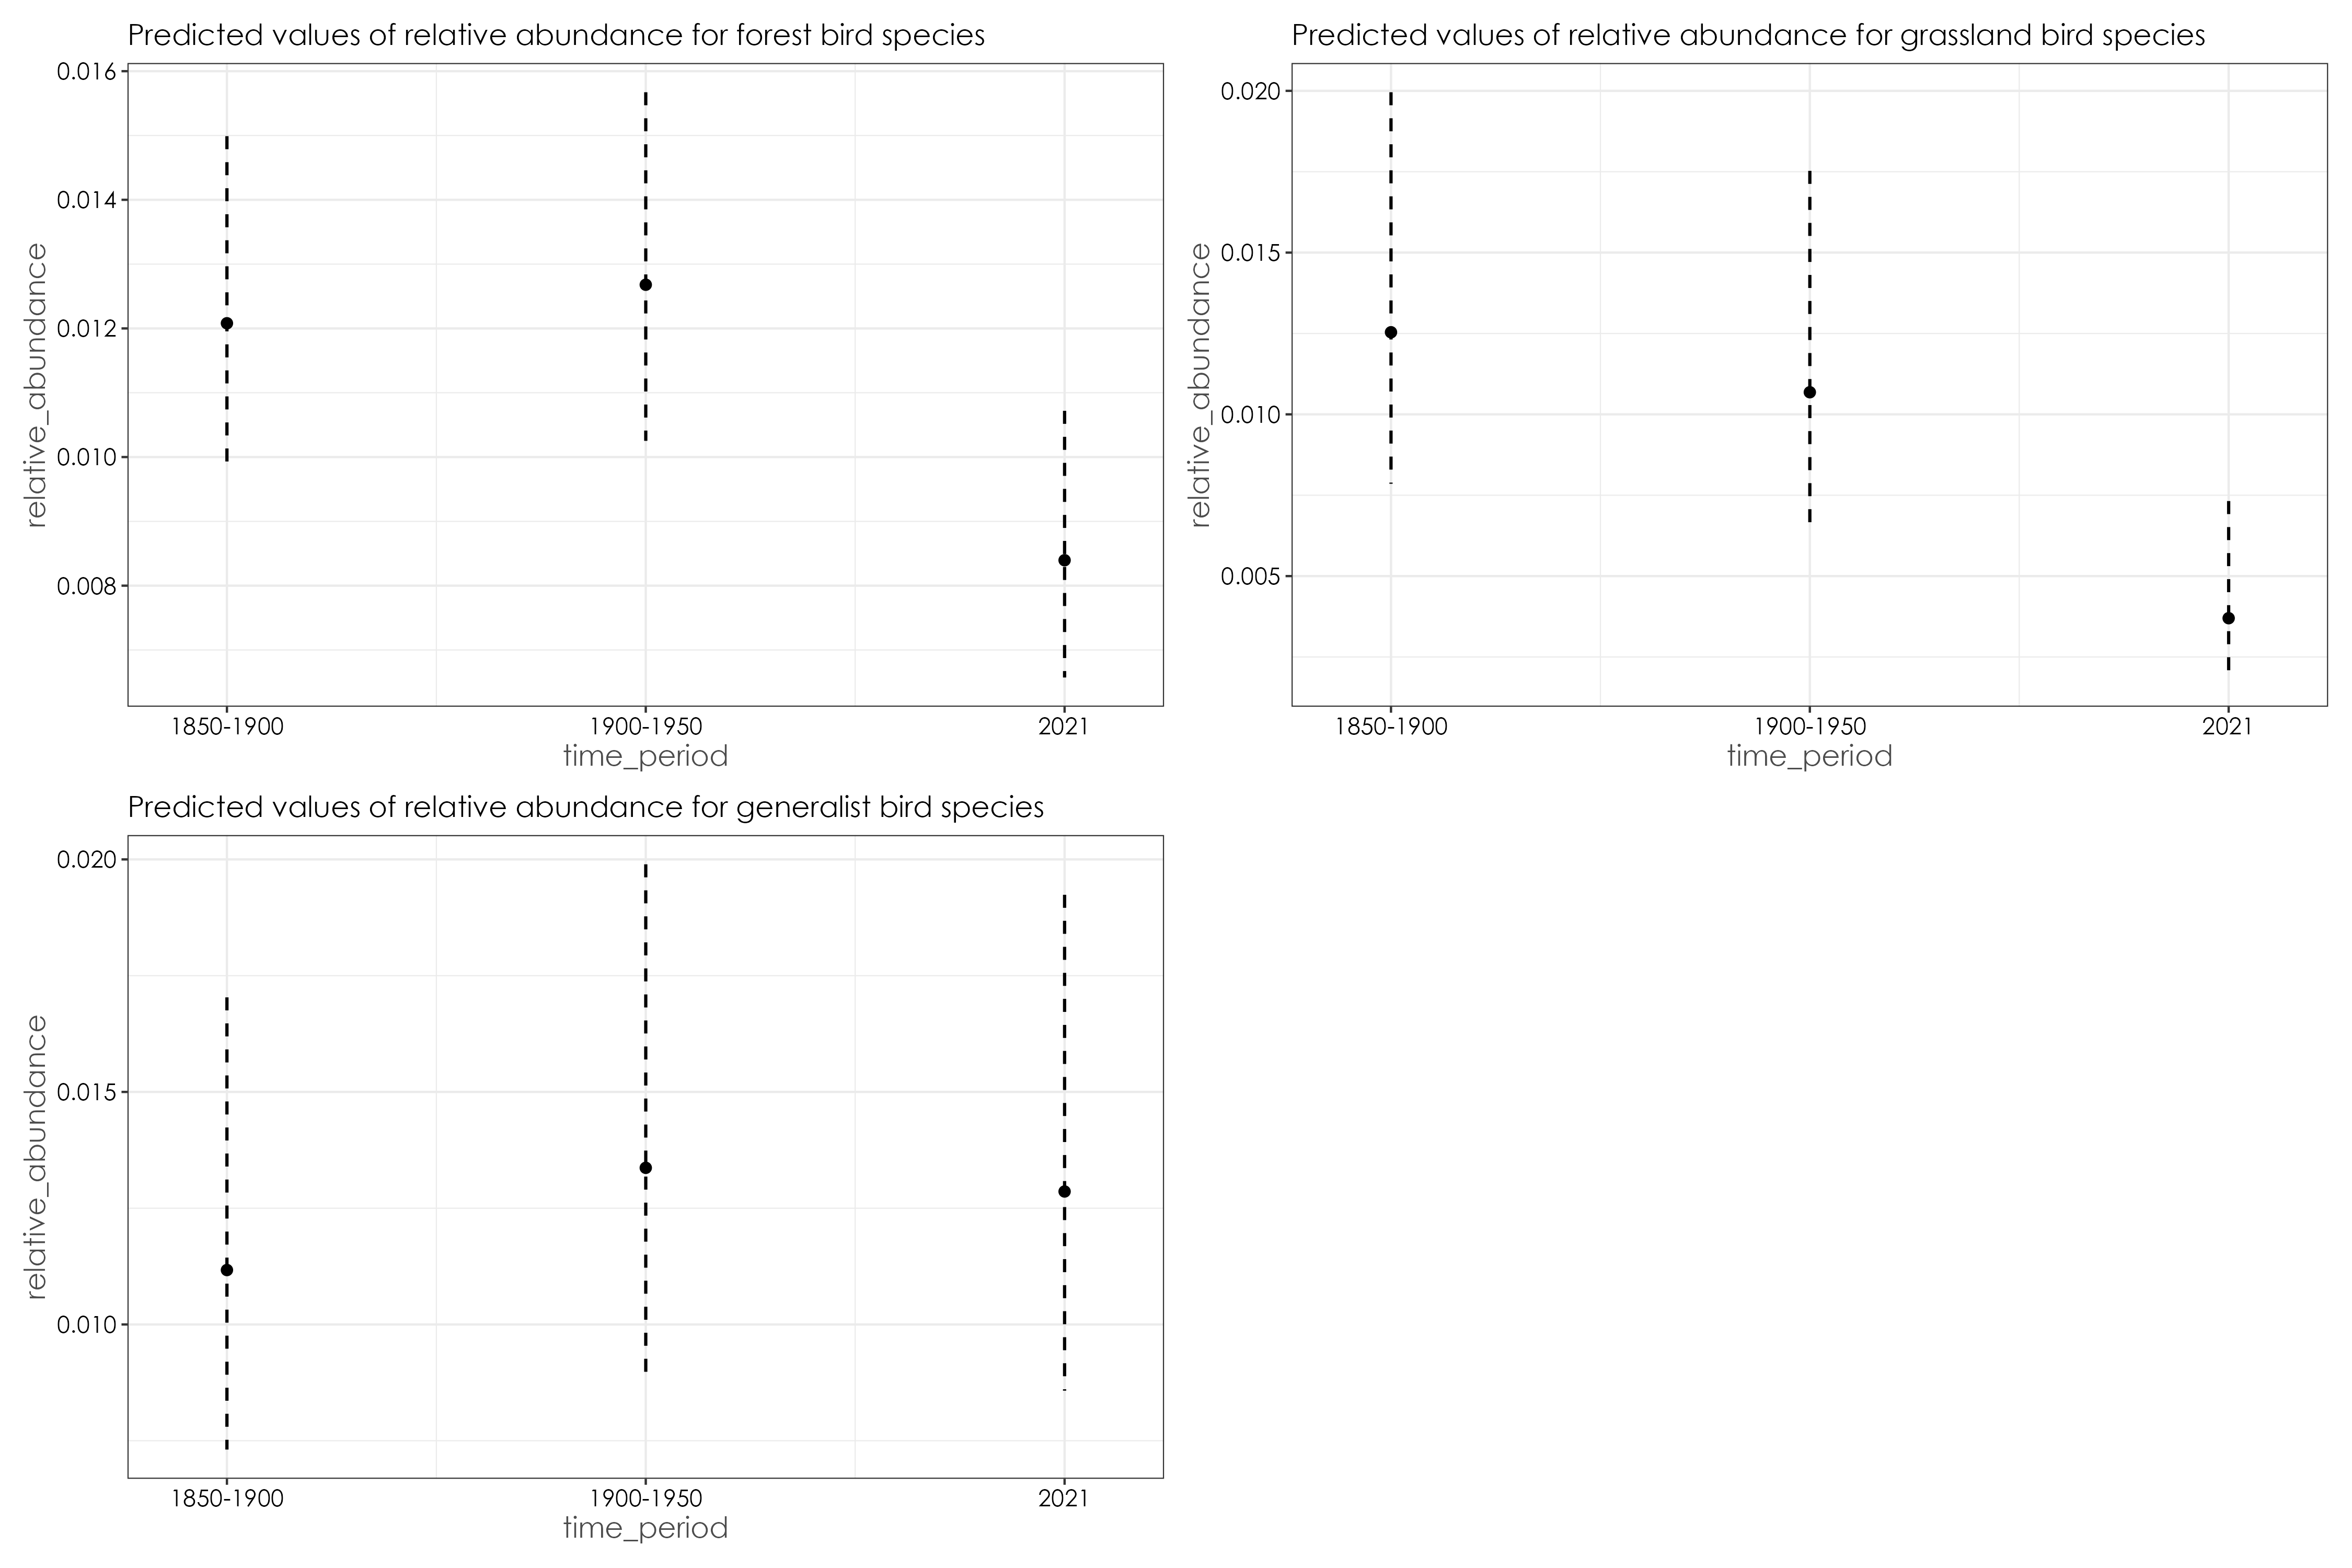 Predicted values of relative abundance for forest bird species
0.016
0.014
0.012
0.010
0.008
relative_abundance
1850-1900 1900-1950 2021
time_period
Predicted values of relative abundance for grassland bird species
0.020
0.015
0.010
0.005
relative_abundance
1850-1900 1900-1950 2021
time_period
Predicted values of relative abundance for generalist bird species
0.020
0.015
0.010
relative_abundance
1850-1900 1900-1950 2021
time_period